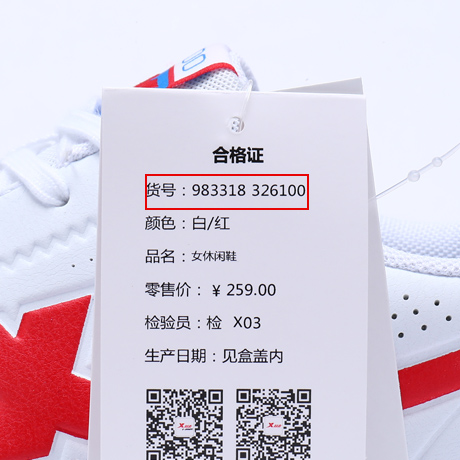 合格证
货号：983318 326100
颜色：白/红
品名：女休闲鞋
零售价：￥259.00
检验员：检 X03
生产日期：见盒盖内